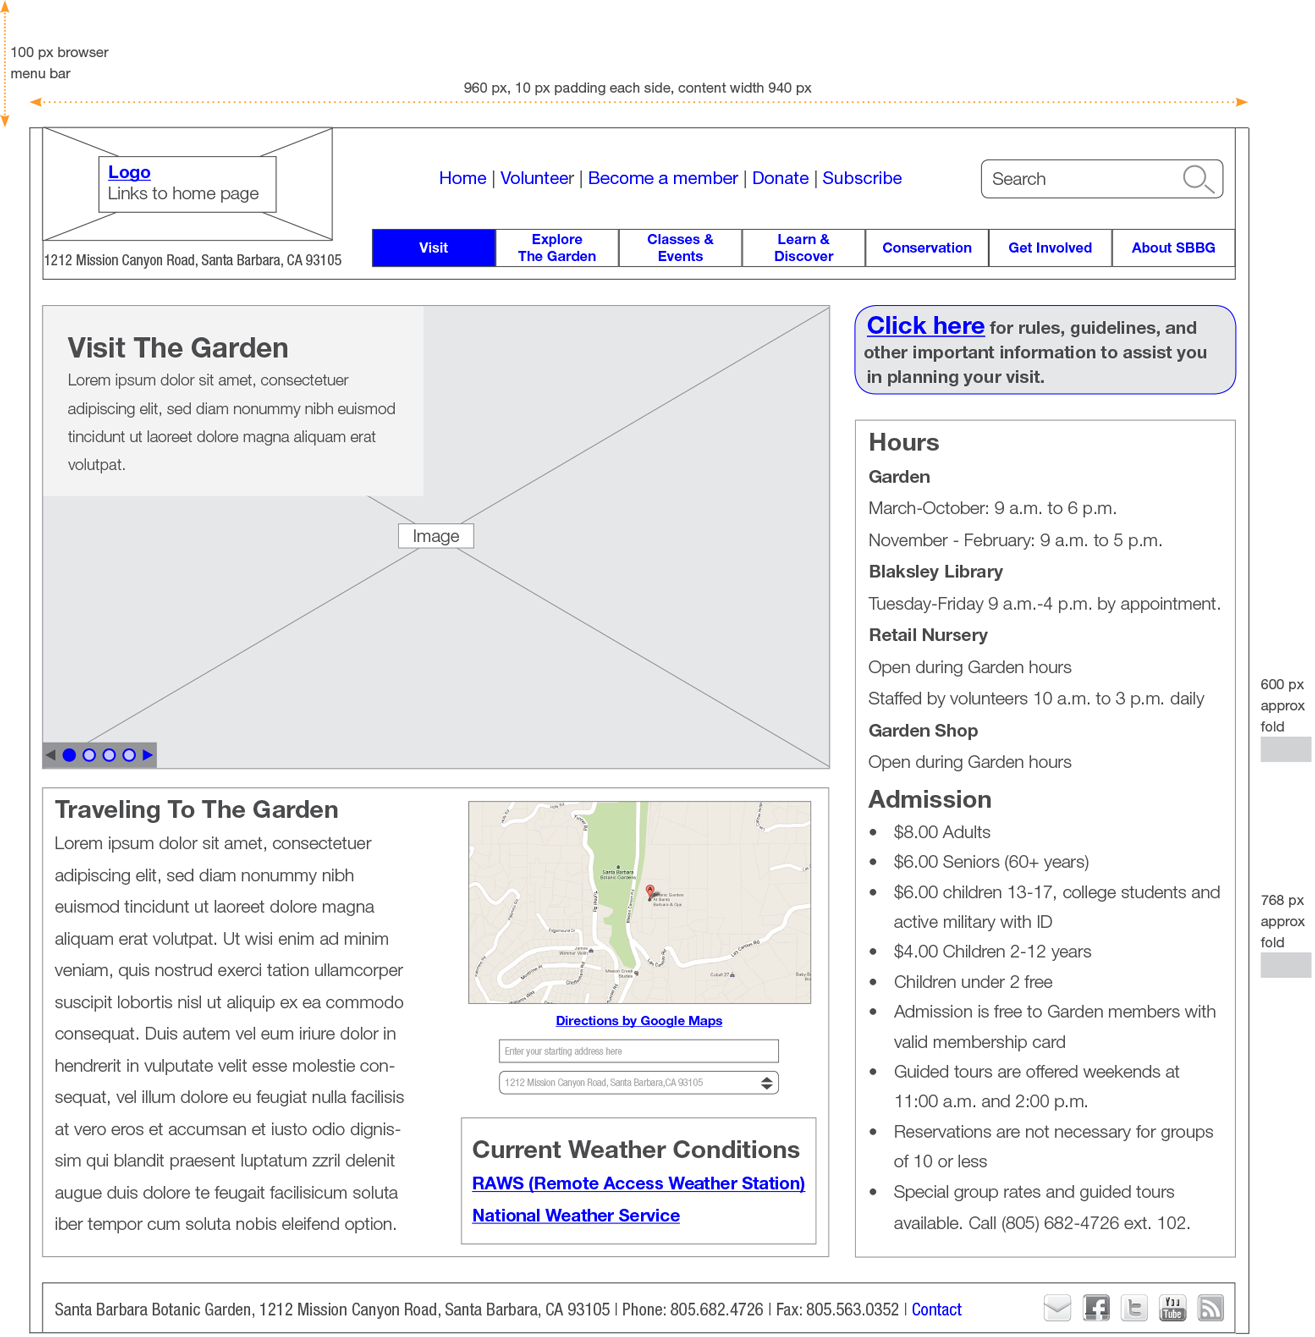 100 px browser
menu bar
960 px, 10 px padding each side, content width 940 px
Logo
Links to home page
1212 Mission Canyon Road, Santa Barbara, CA 93105
Home | Volunteer | Become a member | Donate | Subscribe
Search
Visit
Explore
The Garden
Classes &
Events
Learn &
Discover
Conservation
Get Involved
About SBBG
Visit The Garden
Lorem ipsum dolor sit amet, consectetuer
adipiscing elit, sed diam nonummy nibh euismod
tincidunt ut laoreet dolore magna aliquam erat
volutpat.
Image
Click here for rules, guidelines, and
other important information to assist you
in planning your visit.
Hours
Garden
March-October: 9 a.m. to 6 p.m.
November - February: 9 a.m. to 5 p.m.
Blaksley Library
Tuesday-Friday 9 a.m.-4 p.m. by appointment.
Retail Nursery
Open during Garden hours
Staffed by volunteers 10 a.m. to 3 p.m. daily
Garden Shop
Open during Garden hours
Admission
• $8.00 Adults
• $6.00 Seniors (60+ years)
• $6.00 children 13-17, college students and
active military with ID
• $4.00 Children 2-12 years
• Children under 2 free
• Admission is free to Garden members with
valid membership card
• Guided tours are offered weekends at
11:00 a.m. and 2:00 p.m.
• Reservations are not necessary for groups
of 10 or less
• Special group rates and guided tours
available. Call (805) 682-4726 ext. 102.
600 px
approx
fold
768 px
approx
fold
Traveling To The Garden
Lorem ipsum dolor sit amet, consectetuer
adipiscing elit, sed diam nonummy nibh
euismod tincidunt ut laoreet dolore magna
aliquam erat volutpat. Ut wisi enim ad minim
veniam, quis nostrud exerci tation ullamcorper
suscipit lobortis nisl ut aliquip ex ea commodo
consequat. Duis autem vel eum iriure dolor in
hendrerit in vulputate velit esse molestie con-
sequat, vel illum dolore eu feugiat nulla facilisis
at vero eros et accumsan et iusto odio dignis-
sim qui blandit praesent luptatum zzril delenit
augue duis dolore te feugait facilisicum soluta
iber tempor cum soluta nobis eleifend option.
Santa Barbara
Botanic Gardens
A
Mission Creek
Studios
Las Canoas Rd
Directions by Google Maps
Enter your starting address here
1212 Mission Canyon Road, Santa Barbara,CA 93105
Current Weather Conditions
RAWS (Remote Access Weather Station)
National Weather Service
Santa Barbara Botanic Garden, 1212 Mission Canyon Road, Santa Barbara, CA 93105 | Phone: 805.682.4726 | Fax: 805.563.0352 | Contact
You
Tube